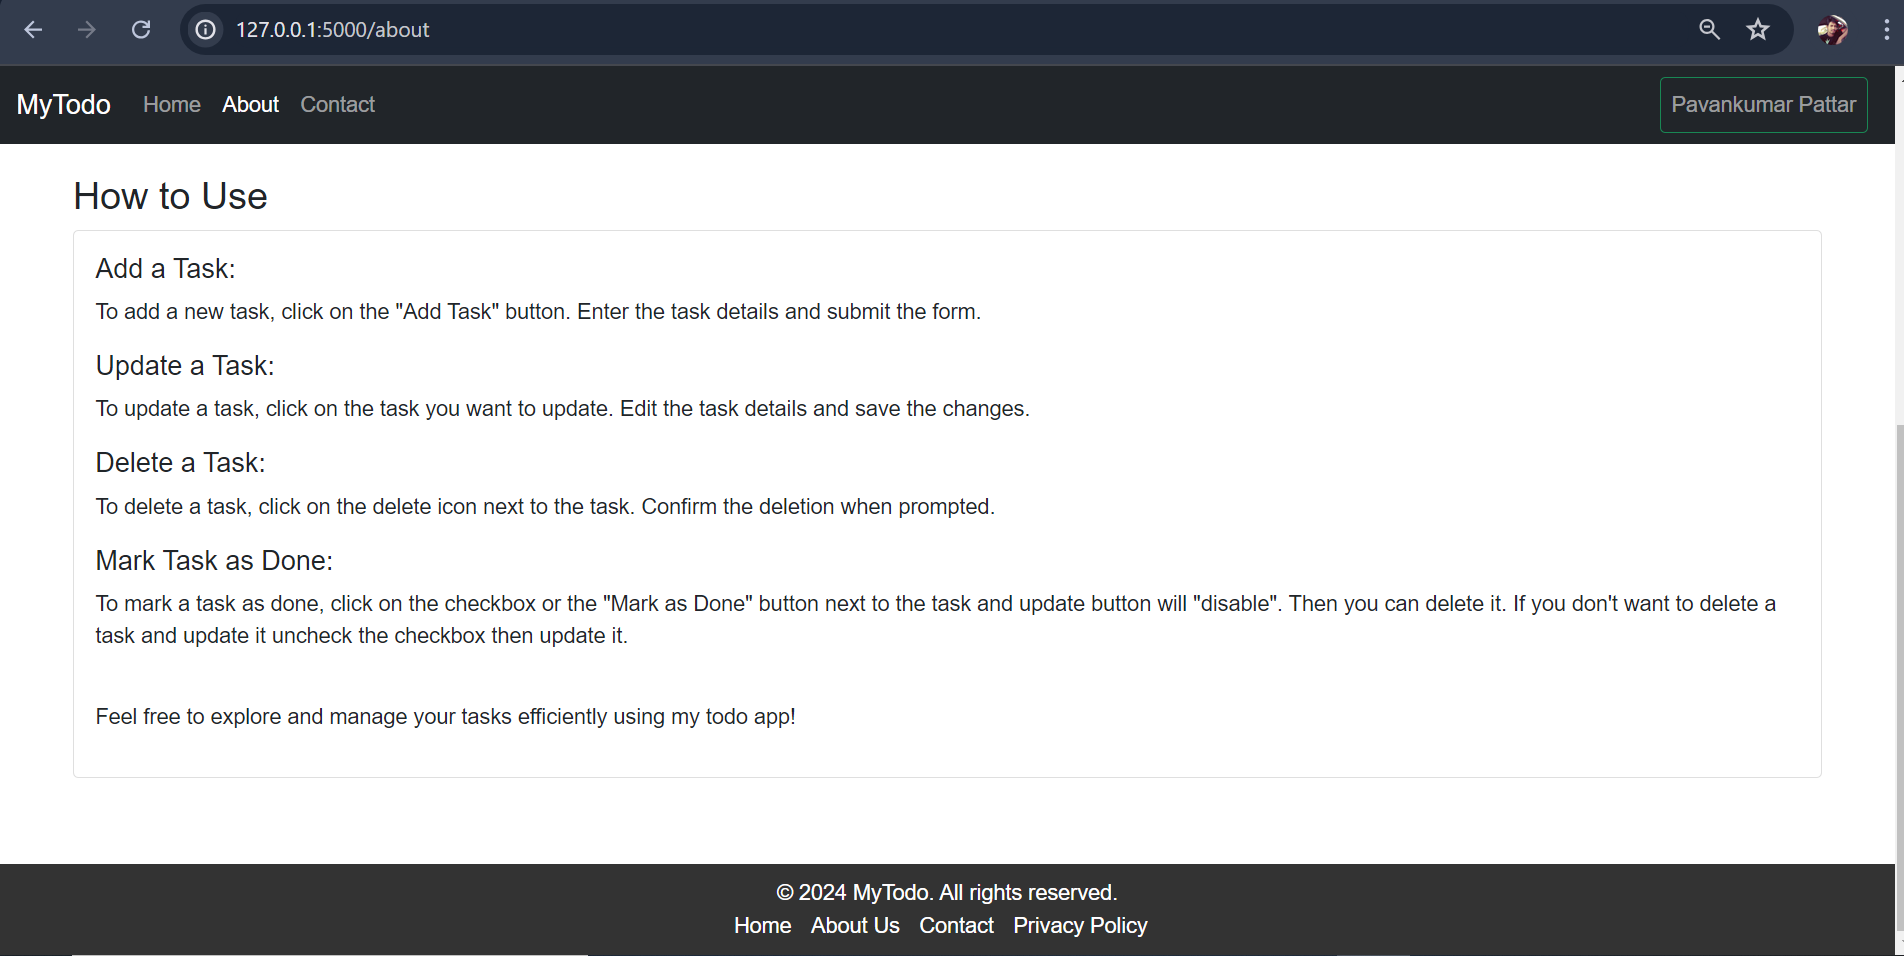 127.0.0.1:5000/about
MyTodo Home About Contact Pavankumar Pattar
How to Use
Add a Task:
To add a new task, click on the "Add Task" button. Enter the task details and submit the form.
Update a Task:
To update a task, click on the task you want to update. Edit the task details and save the changes.
Delete a Task:
To delete a task, click on the delete icon next to the task. Confirm the deletion when prompted.
Mark Task as Done:
To mark a task as done, click on the checkbox or the "Mark as Done" button next to the task and update button will "disable". Then you can delete it. If you don't want to delete a
task and update it uncheck the checkbox then update it.
Feel free to explore and manage your tasks efficiently using my todo app!
© 2024 MyTodo. All rights reserved.
Home About Us Contact Privacy Policy